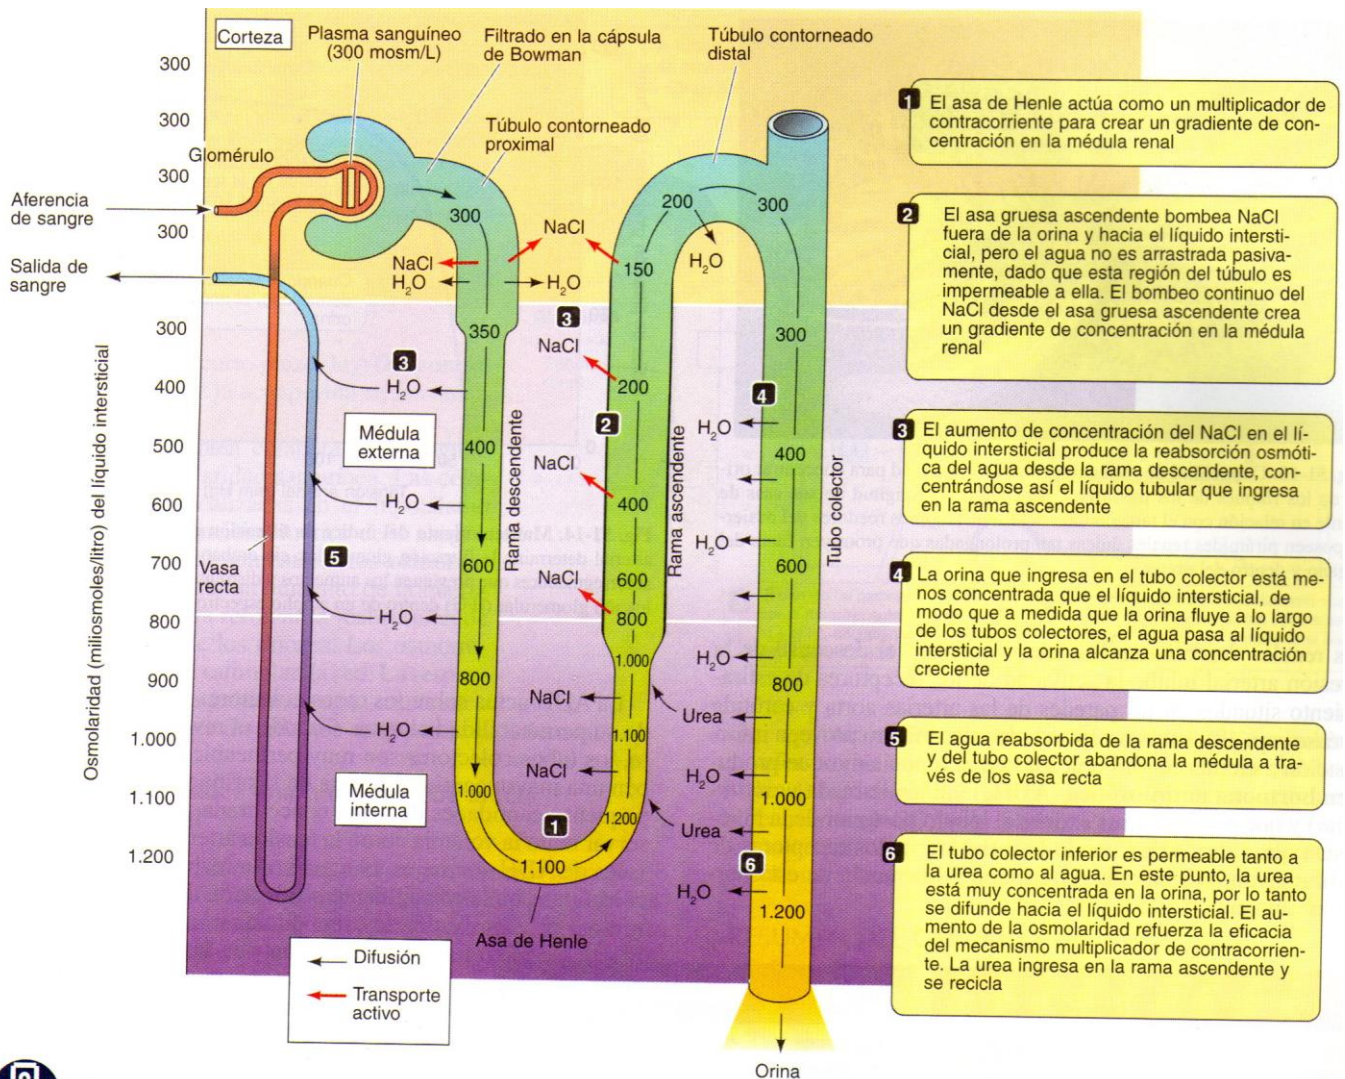 Corteza
Plasma sanguíneo
(300 mosm/L)
Filtrado en la cápsula
de Bowman
Túbulo contorneado
distal
Túbulo contorneado
proximal
Glomérulo
Aferencia
de sangre
Salida de
sangre
Osmolaridad (miliosmoles/litro) del líquido intersticial
300
300
300
300
300
400
500
600
700
800
900
1.000
1.100
1.200
Vasa
recta
5
Médula
externa
Médula
interna
3
H₂O
H₂O
H₂O
H₂O
NaCl
H₂O
300
350
400
600
800
1.000
1.100
Rama descendente
NaCl
H₂O
3
NaCl
2
NaCl
NaCl
NaCl
NaCl
1
Asa de Henle
150
200
400
600
800
1.000
1.100
1.200
Rama ascendente
200
300
H₂O
4
H₂O
H₂O
H₂O
Urea
H₂O
Urea
6
H₂O
300
400
600
800
1.000
1.200
Tubo colector
Orina
Difusión
Transporte
activo
1 El asa de Henle actúa como un multiplicador de
contracorriente para crear un gradiente de con-
centración en la médula renal
2 El asa gruesa ascendente bombea NaCl
fuera de la orina y hacia el líquido intersti-
cial, pero el agua no es arrastrada pasiva-
mente, dado que esta región del túbulo es
impermeable a ella. El bombeo continuo del
NaCl desde el asa gruesa ascendente crea
un gradiente de concentración en la médula
renal
3 El aumento de concentración del NaCl en el lí-
quido intersticial produce la reabsorción osmó-
tica del agua desde la rama descendente, con-
centrándose así el líquido tubular que ingresa
en la rama ascendente
4 La orina que ingresa en el tubo colector está me-
nos concentrada que el líquido intersticial, de
modo que a medida que la orina fluye a lo largo
de los tubos colectores, el agua pasa al líquido
intersticial y la orina alcanza una concentración
creciente
5 El agua reabsorbida de la rama descendente
y del tubo colector abandona la médula a tra-
vés de los vasa recta
6 El tubo colector inferior es permeable tanto a
la urea como al agua. En este punto, la urea
está muy concentrada en la orina, por lo tanto
se difunde hacia el líquido intersticial. El au-
mento de la osmolaridad refuerza la eficacia
del mecanismo multiplicador de contracorrien-
te. La urea ingresa en la rama ascendente y
se recicla